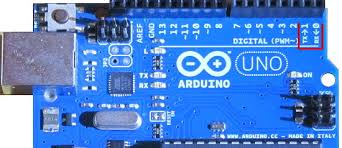 AREF
GND
13
12
~11
~10
~9
8
7
~6
~5
4
~3
2
TX→1
RX←0
DIGITAL (PWM~)
L
TX
RX
ARDUINO
UNO
ON
WWW.ARDUINO.CC - MADE IN ITALY